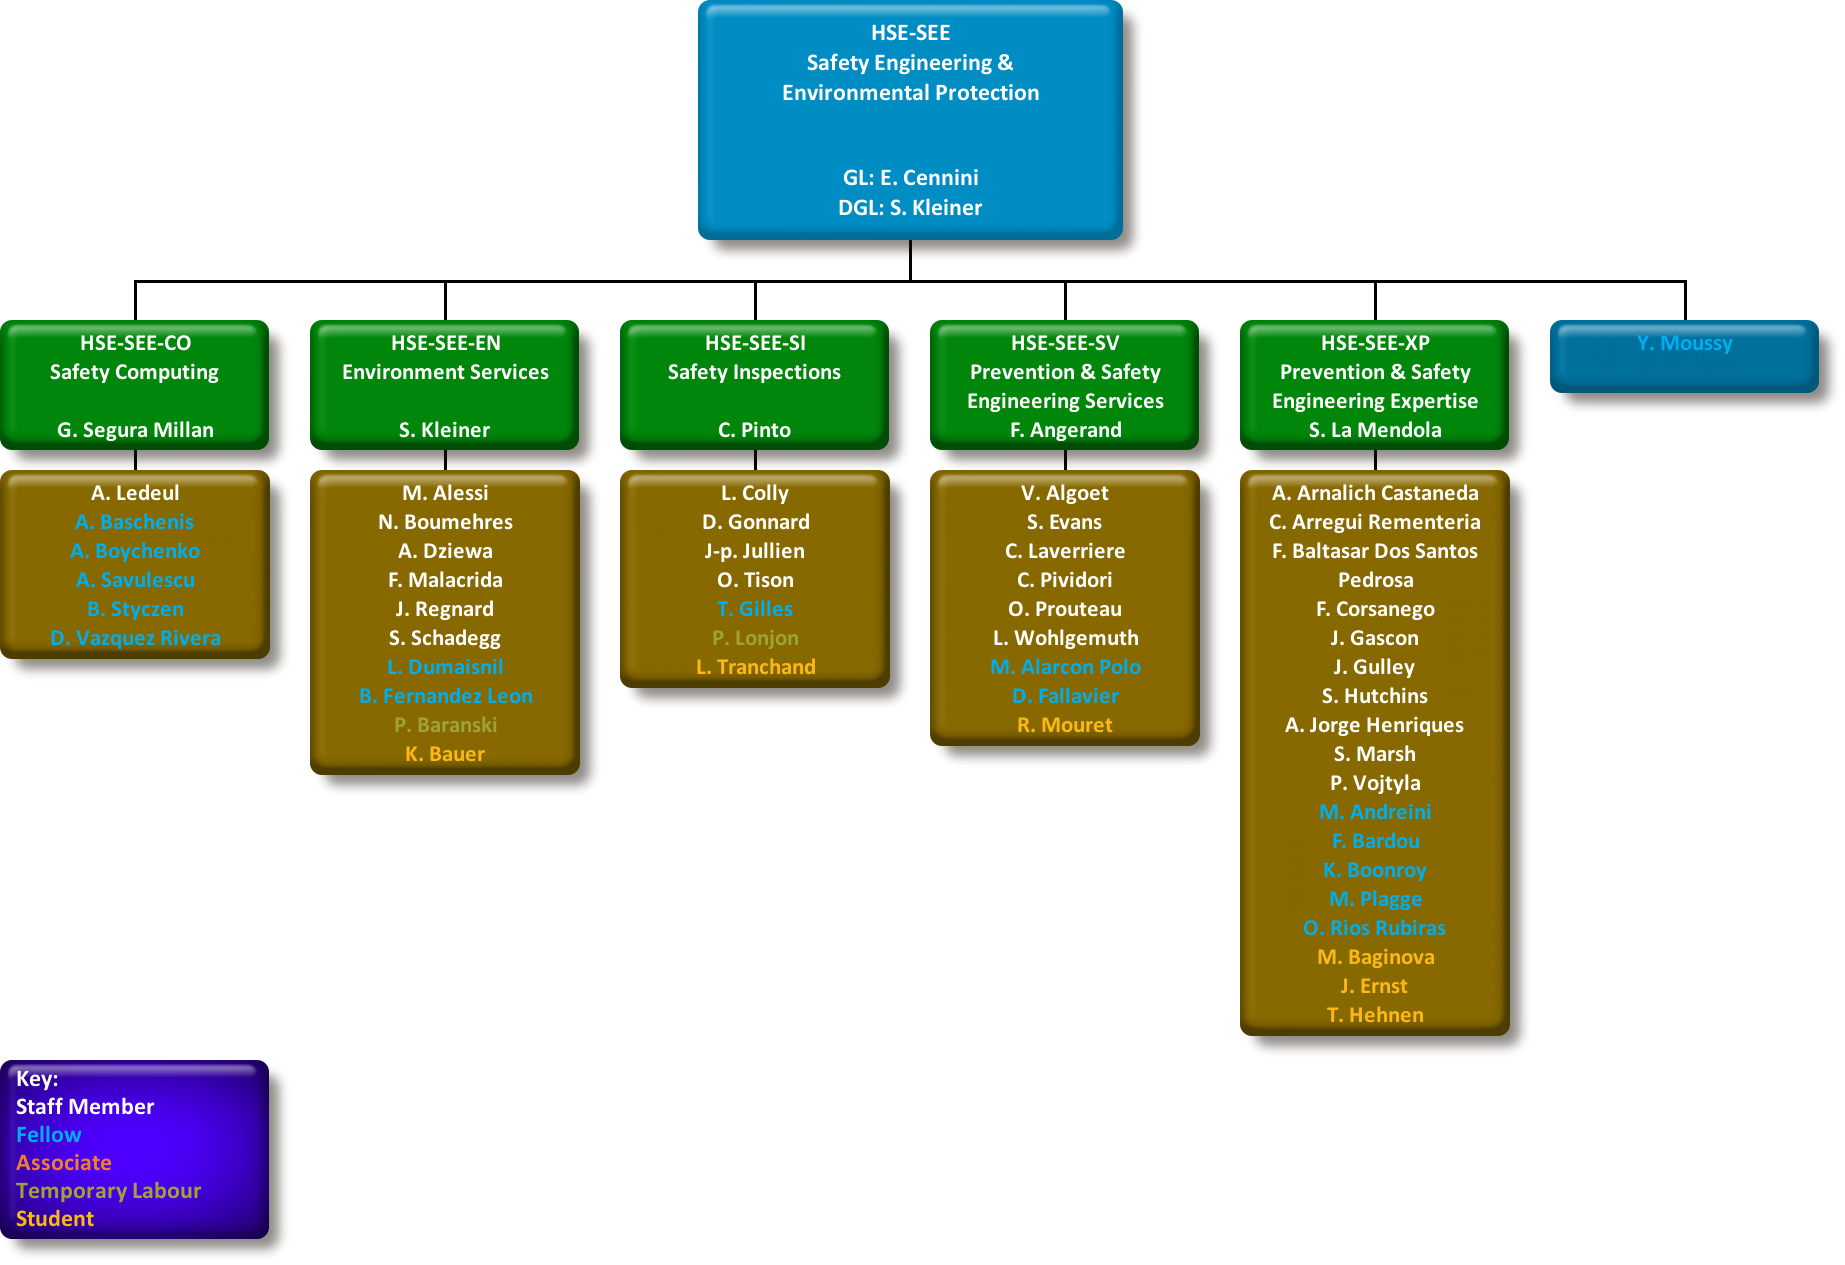 HSE-SEE
Safety Engineering &
Environmental Protection
GL: E. Cennini
DGL: S. Kleiner
HSE-SEE-CO
Safety Computing
G. Segura Millan
A. Ledeul
A. Baschenis
A. Boychenko
A. Savulescu
B. Styczen
D. Vazquez Rivera
HSE-SEE-EN
Environment Services
S. Kleiner
M. Alessi
N. Boumehres
A. Dziewa
F. Malacrida
J. Regnard
S. Schadegg
L. Dumaisnil
B. Fernandez Leon
P. Baranski
K. Bauer
HSE-SEE-SI
Safety Inspections
C. Pinto
L. Colly
D. Gonnard
J-p. Jullien
O. Tison
T. Gilles
P. Lonjon
L. Tranchand
HSE-SEE-SV
Prevention & Safety
Engineering Services
F. Angerand
V. Algoet
S. Evans
C. Laverriere
C. Pividori
O. Prouteau
L. Wohlgemuth
M. Alarcon Polo
D. Fallavier
R. Mouret
HSE-SEE-XP
Prevention & Safety
Engineering Expertise
S. La Mendola
A. Arnalich Castaneda
C. Arregui Rementeria
F. Baltasar Dos Santos
Pedrosa
F. Corsanego
J. Gascon
J. Gulley
S. Hutchins
A. Jorge Henriques
S. Marsh
P. Vojtyla
M. Andreini
F. Bardou
K. Boonroy
M. Plagge
O. Rios Rubiras
M. Baginova
J. Ernst
T. Hehnen
Y. Moussy
Key:
Staff Member
Fellow
Associate
Temporary Labour
Student